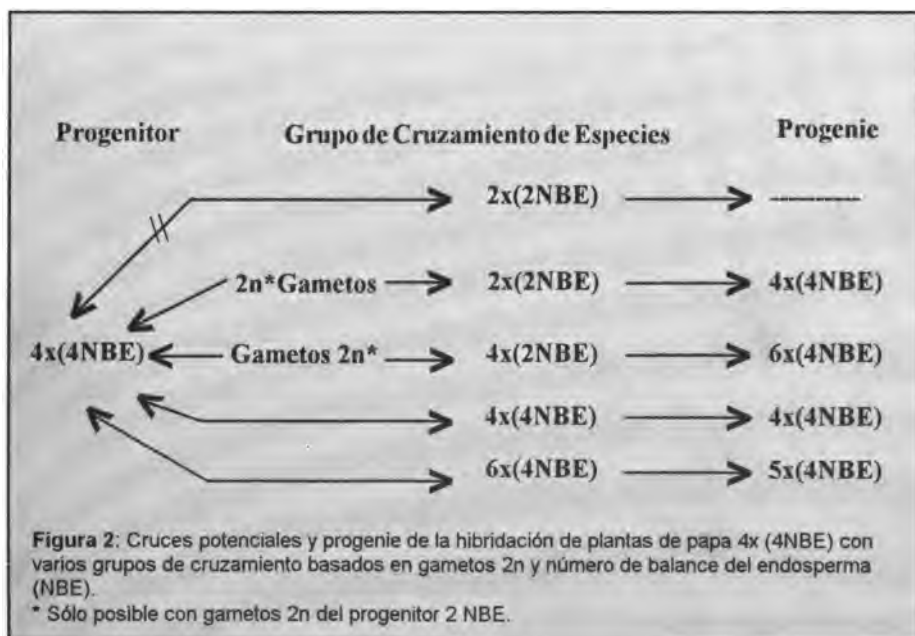 Progenitor Grupo de Cruzamiento de Especies Progenie
2x(2NBE) --------
2n*Gametos 2x(2NBE) 4x(4NBE)
4x(4NBE) Gametos 2n* 4x(2NBE) 6x(4NBE)
4x(4NBE) 4x(4NBE)
6x(4NBE) 5x(4NBE)
Figura 2: Cruces potenciales y progenie de la hibridación de plantas de papa 4x (4NBE) con
varios grupos de cruzamiento basados en gametos 2n y número de balance del endosperma
(NBE).
* Sólo posible con gametos 2n del progenitor 2 NBE.